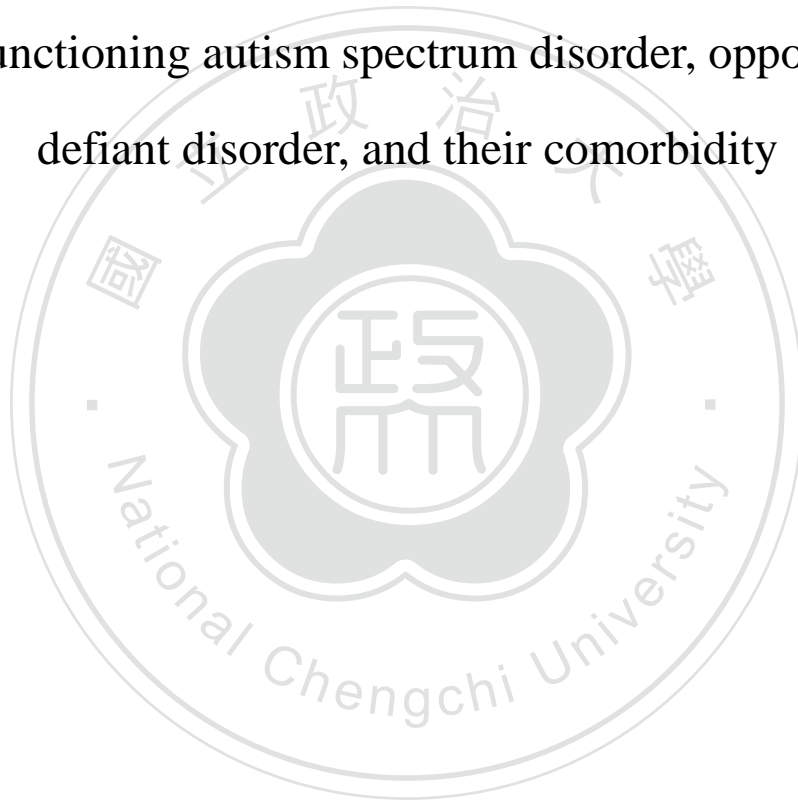 unctioning autism spectrum disorder, oppo
defiant disorder, and their comorbidity
國立政治大學
National Chengchi University